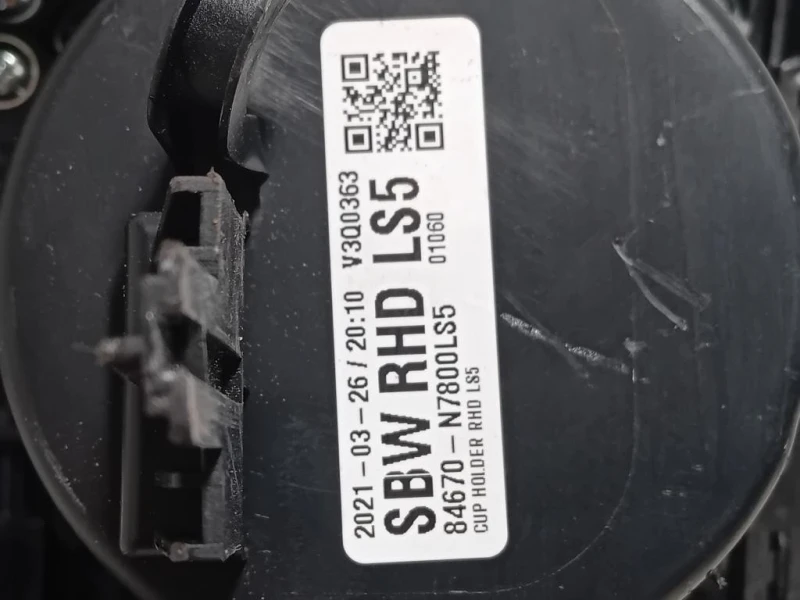 2021-03-26 / 20:10 V3Q0363
SBW RHD LS5
84670-N7800LS5 01060
CUP HOLDER RHD LS5